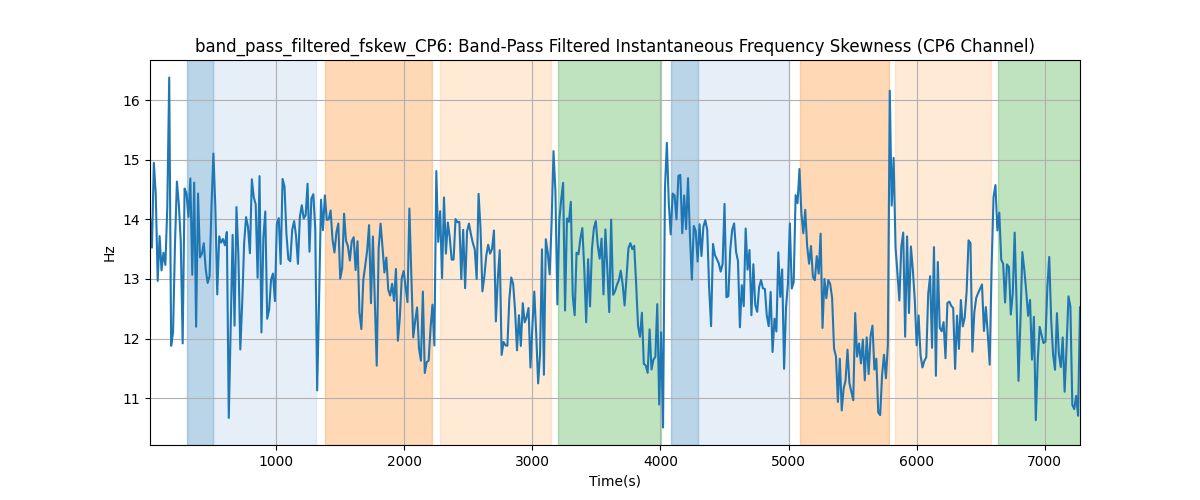 band_pass_filtered_fskew_CP6: Band-Pass Filtered Instantaneous Frequency Skewness (CP6 Channel)
16
15
14
13
12
11
Hz
1000 2000 3000 4000 5000 6000 7000
Time(s)